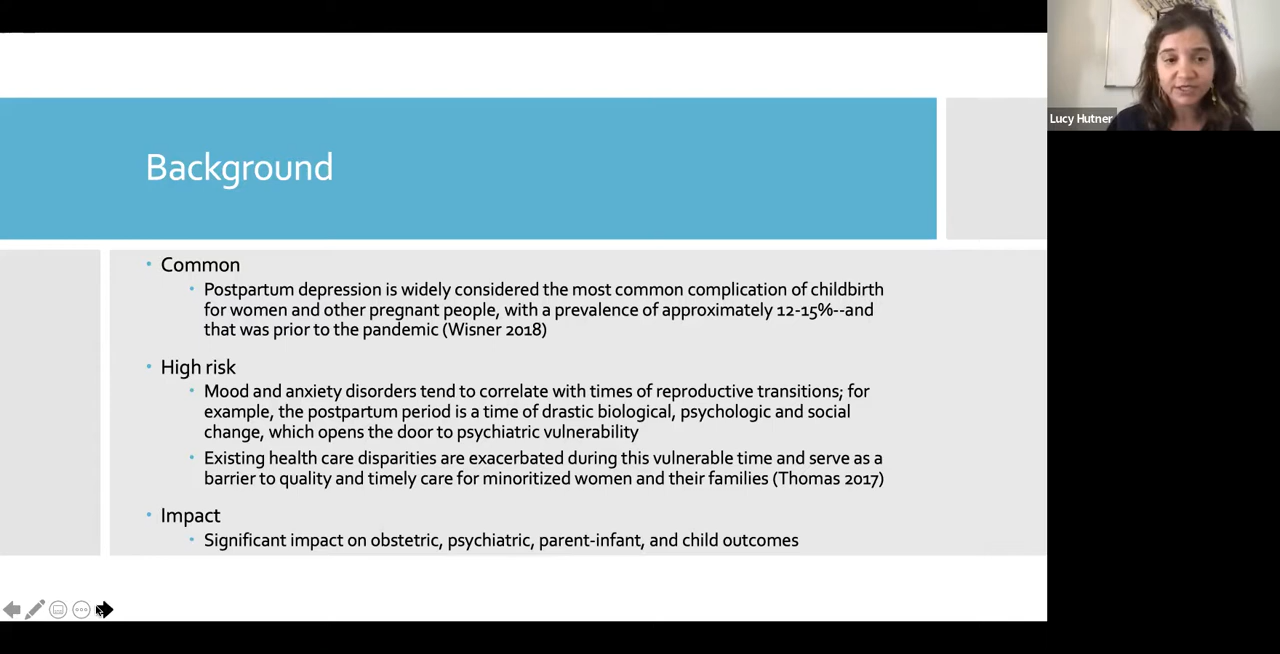 Background
Lucy Hutner
• Common
• Postpartum depression is widely considered the most common complication of childbirth
for women and other pregnant people, with a prevalence of approximately 12-15%--and
that was prior to the pandemic (Wisner 2018)
• High risk
• Mood and anxiety disorders tend to correlate with times of reproductive transitions; for
example, the postpartum period is a time of drastic biological, psychologic and social
change, which opens the door to psychiatric vulnerability
• Existing health care disparities are exacerbated during this vulnerable time and serve as a
barrier to quality and timely care for minoritized women and their families (Thomas 2017)
• Impact
• Significant impact on obstetric, psychiatric, parent-infant, and child outcomes